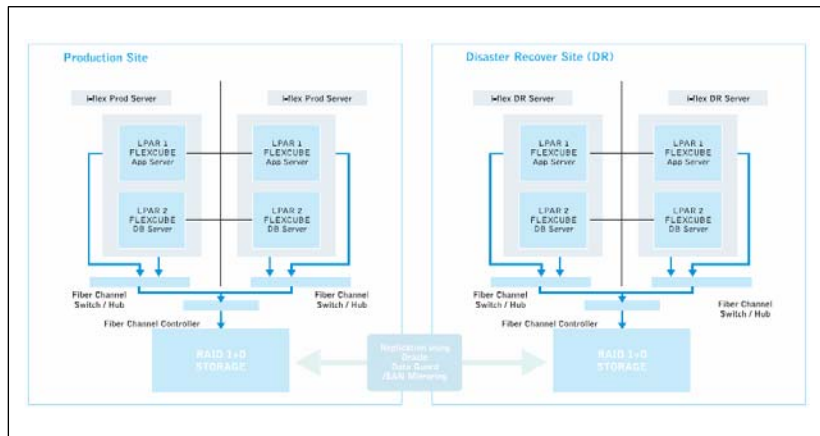 Production Site
i-flex Prod Server
i-flex Prod Server
LPAR 1
FLEXCUBE
App Server
LPAR 1
FLEXCUBE
App Server
LPAR 2
FLEXCUBE
DB Server
LPAR 2
FLEXCUBE
DB Server
Fiber Channel
Switch / Hub
Fiber Channel
Switch / Hub
Fiber Channel Controller
RAID 1+0
STORAGE
Replication using
Oracle
Data Guard
/SAN Mirroring
Disaster Recover Site (DR)
i-flex DR Server
i-flex DR Server
LPAR 1
FLEXCUBE
App Server
LPAR 1
FLEXCUBE
App Server
LPAR 2
FLEXCUBE
DB Server
LPAR 2
FLEXCUBE
DB Server
Fiber Channel
Switch / Hub
Fiber Channel
Switch / Hub
Fiber Channel Controller
RAID 1+0
STORAGE